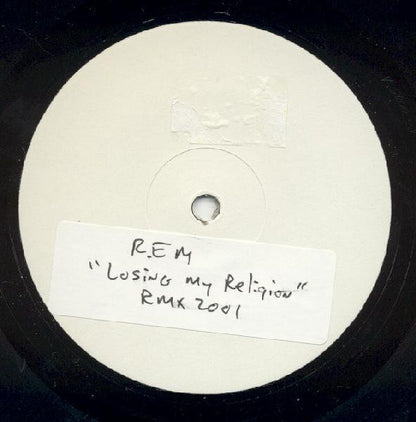 R.E M
"Losing My Religion"
RMX 2001